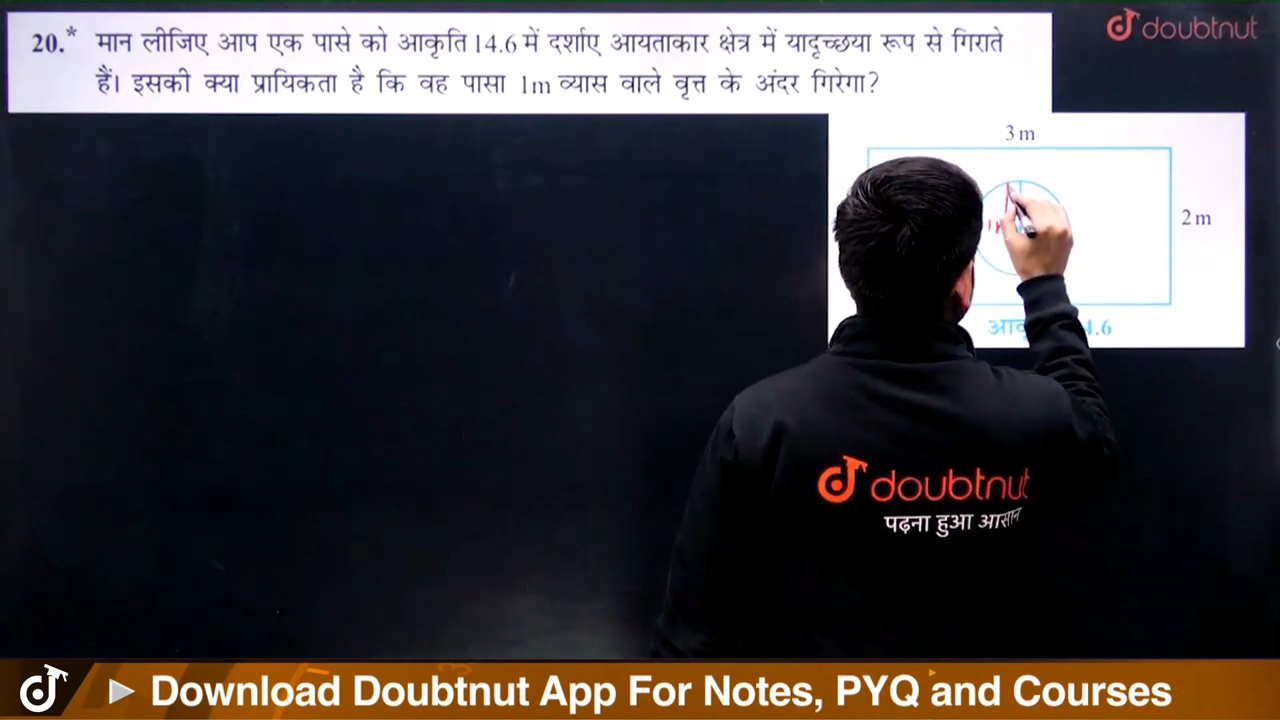 20.* मान लीजिए आप एक पासे को आकृति 14.6 में दर्शाए आयताकार क्षेत्र में यादृच्छया रूप से गिराते
हैं। इसकी क्या प्रायिकता है कि वह पासा 1m व्यास वाले वृत्त के अंदर गिरेगा?
doubtnut
3 m
2 m
doubtnut
पढ़ना हुआ आसान
Download Doubtnut App For Notes, PYQ and Courses